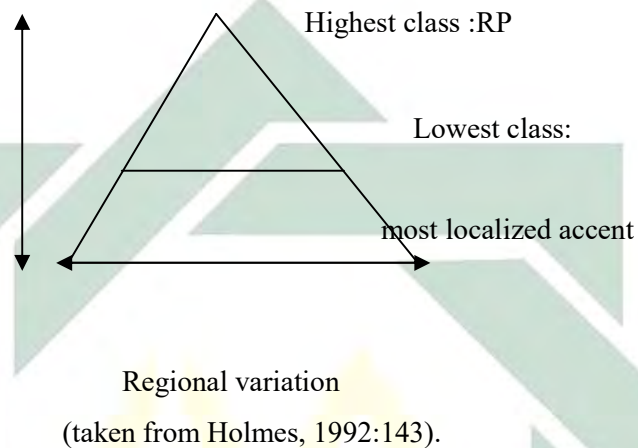 Highest class :RP
Lowest class:
most localized accent
Regional variation
(taken from Holmes, 1992:143).